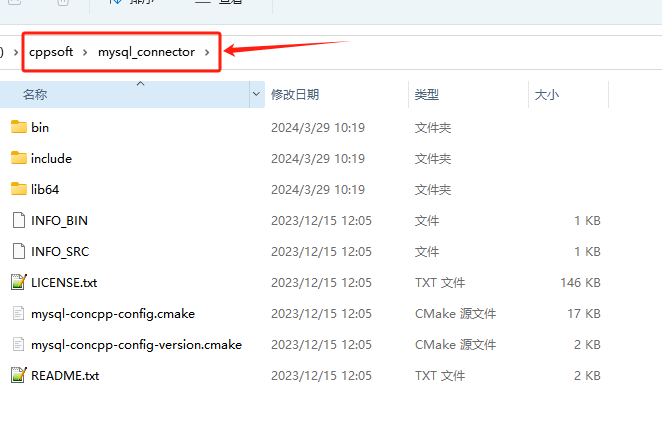 排序 查看
) › cppsoft › mysql_connector ›
名称 修改日期 类型 大小
bin 2024/3/29 10:19 文件夹
include 2024/3/29 10:19 文件夹
lib64 2024/3/29 10:19 文件夹
INFO_BIN 2023/12/15 12:05 文件 1 KB
INFO_SRC 2023/12/15 12:05 文件 1 KB
LICENSE.txt 2023/12/15 12:05 TXT 文件 146 KB
mysql-concpp-config.cmake 2023/12/15 12:05 CMake 源文件 17 KB
mysql-concpp-config-version.cmake 2023/12/15 12:05 CMake 源文件 2 KB
README.txt 2023/12/15 12:05 TXT 文件 2 KB